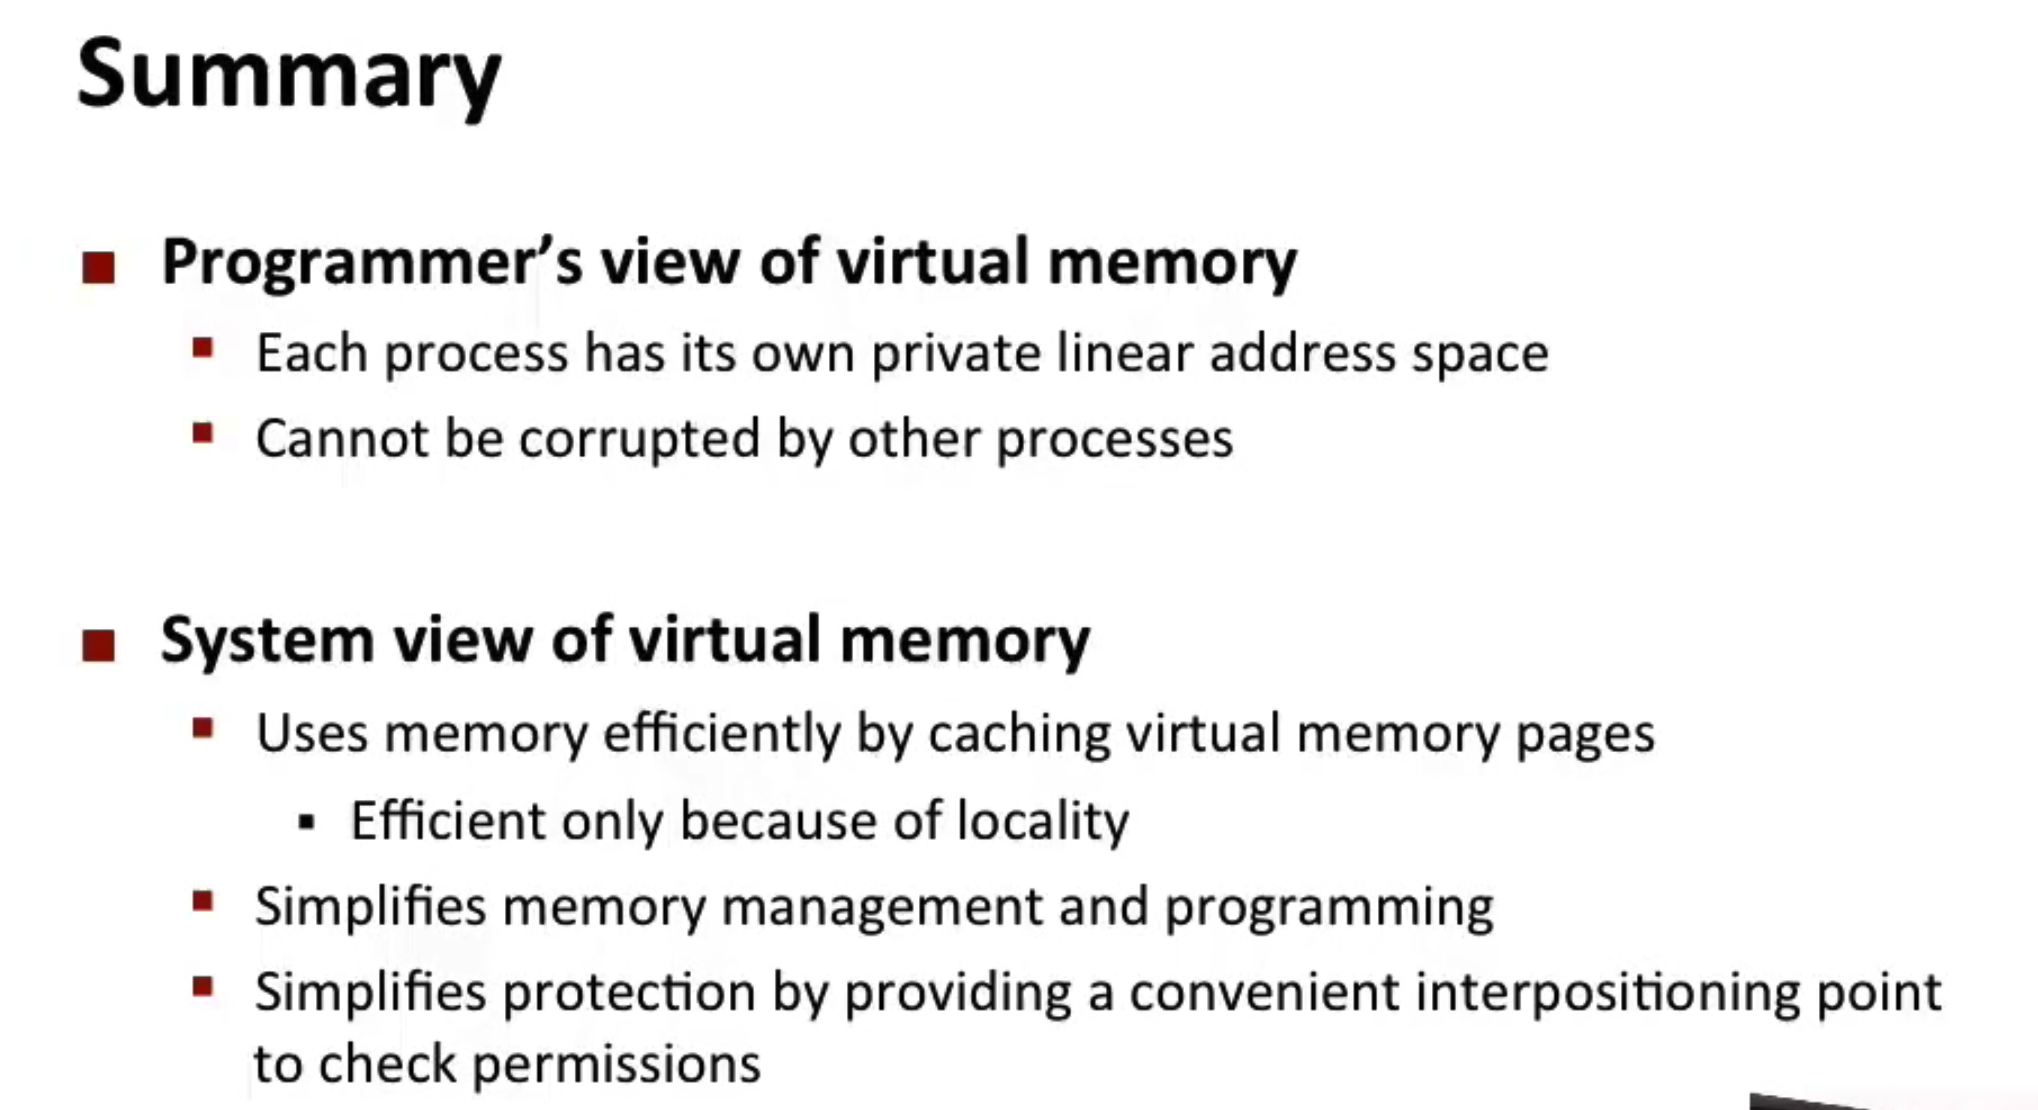 Summary
Programmer’s view of virtual memory
Each process has its own private linear address space
Cannot be corrupted by other processes
System view of virtual memory
Uses memory efficiently by caching virtual memory pages
Efficient only because of locality
Simplifies memory management and programming
Simplifies protection by providing a convenient interpositioning point
to check permissions